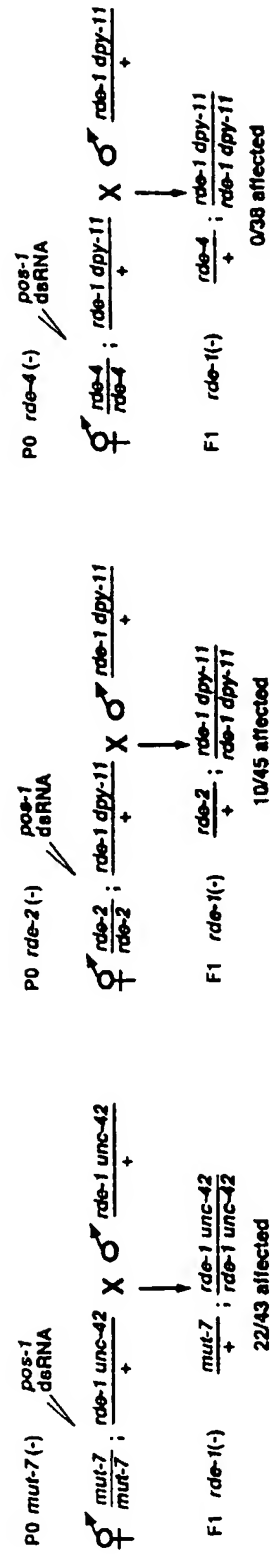 P0 mut-7 (-)
pos-1
dsRNA
mut-7
mut-7
;
rde-1 unc-42
+
X
rde-1 unc-42
+
F1 rde-1(-)
mut-7
+
;
rde-1 unc-42
rde-1 unc-42
22/43 affected
P0 rde-2 (-)
pos-1
dsRNA
rde-2
rde-2
;
rde-1 dpy-11
+
X
rde-1 dpy-11
+
F1 rde-1(-)
rde-2
+
;
rde-1 dpy-11
rde-1 dpy-11
10/45 affected
P0 rde-4 (-)
pos-1
dsRNA
rde-4
rde-4
;
rde-1 dpy-11
+
X
rde-1 dpy-11
+
F1 rde-1(-)
rde-4
+
;
rde-1 dpy-11
rde-1 dpy-11
0/38 affected